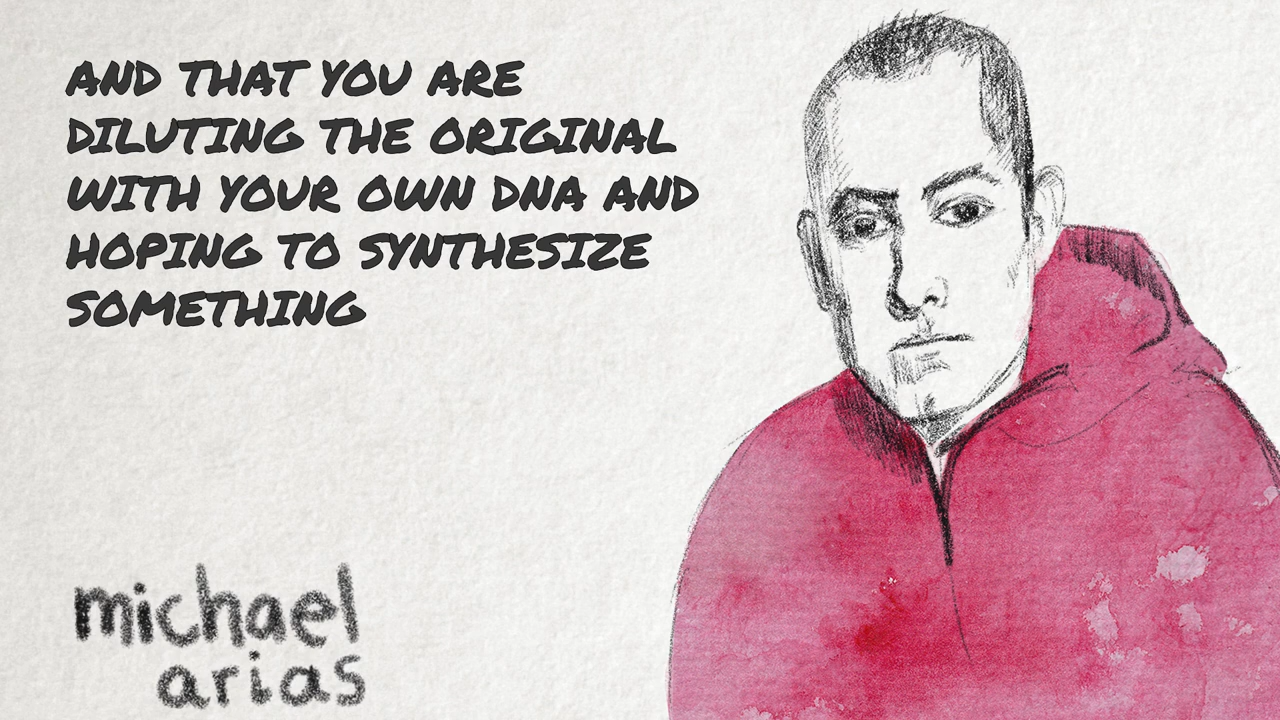 AND THAT YOU ARE
DILUTING THE ORIGINAL
WITH YOUR OWN DNA AND
HOPING TO SYNTHESIZE
SOMETHING
michael
arias